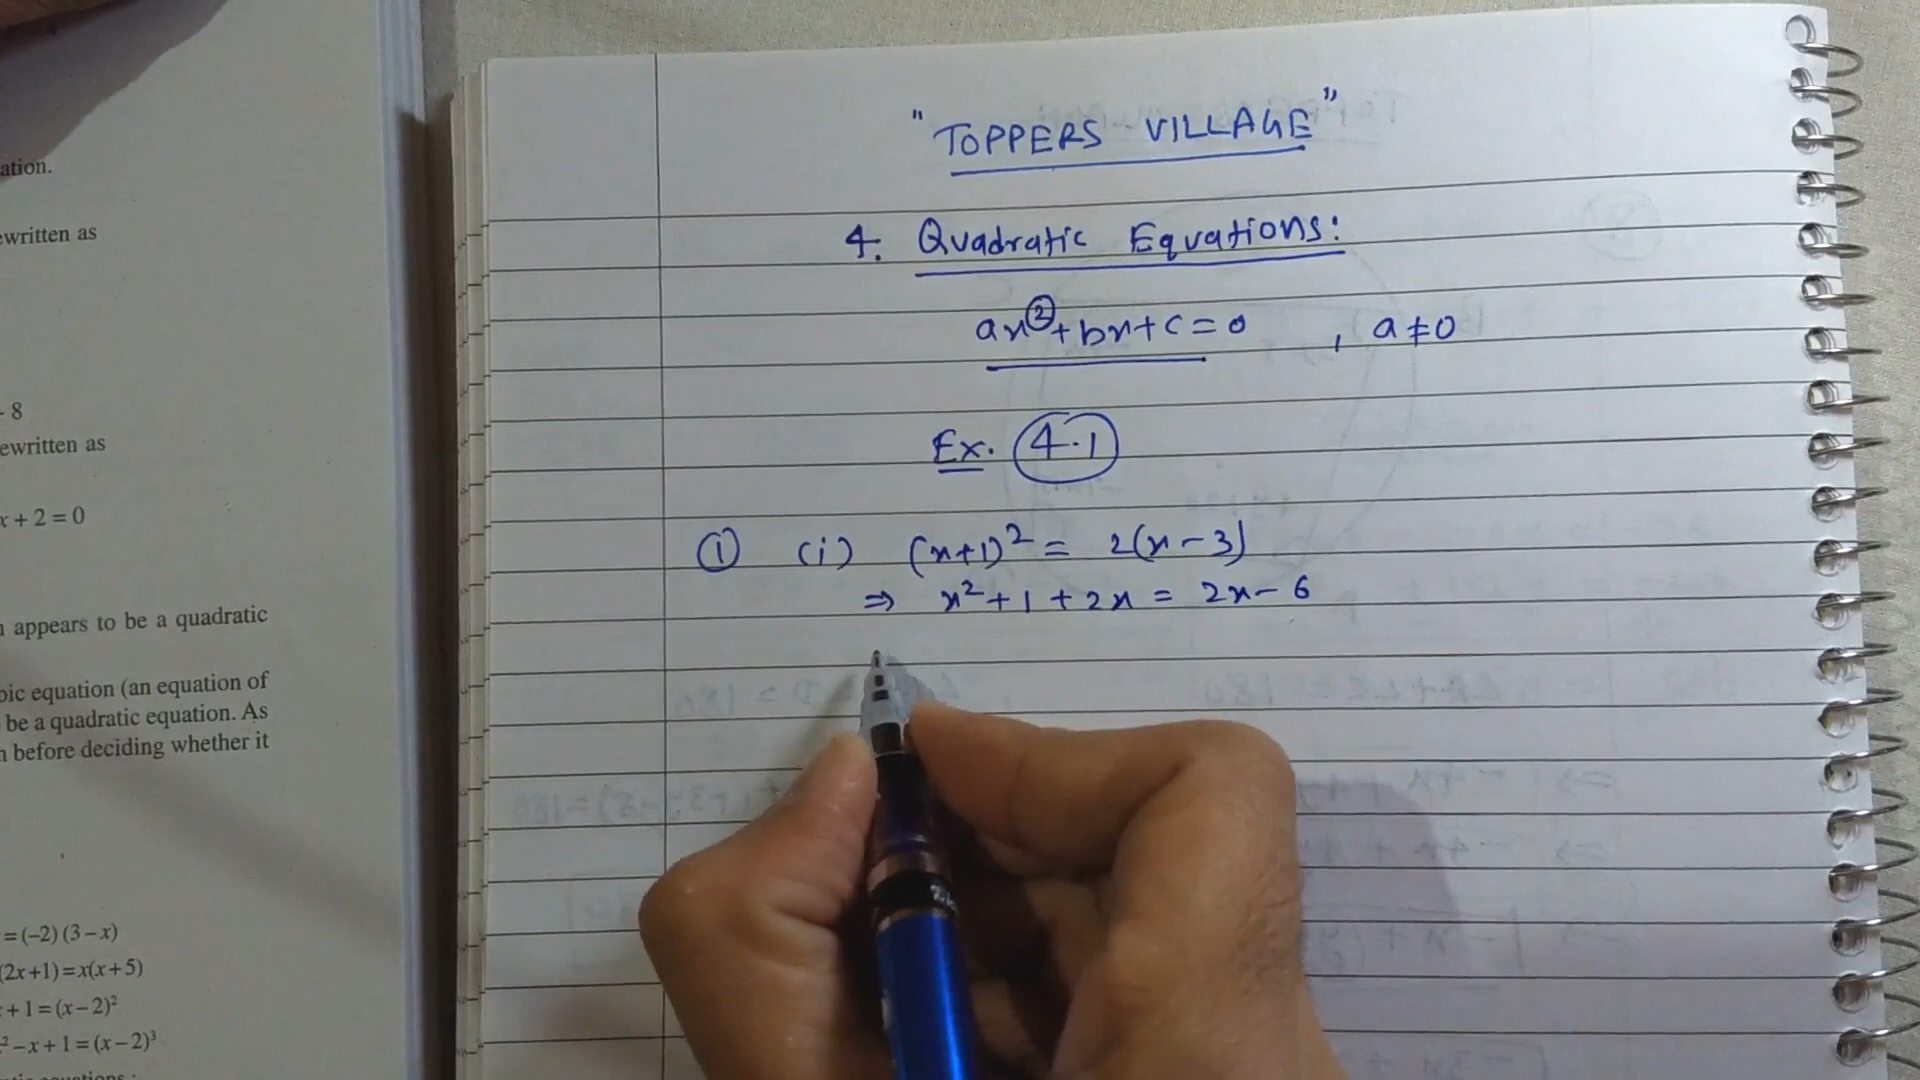 ation.
ewritten as
- 8
ewritten as
x + 2 = 0
appears to be a quadratic
bic equation (an equation of
be a quadratic equation. As
before deciding whether it
= (–2) (3 – x)
(2x+1) = x(x+5)
+ 1 = (x – 2)²
² – x + 1 = (x – 2)³
equations :
"TOPPERS VILLAGE"
4. Quadratic Equations:
ax²+bx+c=0 , a≠0
Ex. 4.1
① (i) (x+1)² = 2(x-3)
⇒ x²+1+2x = 2x-6